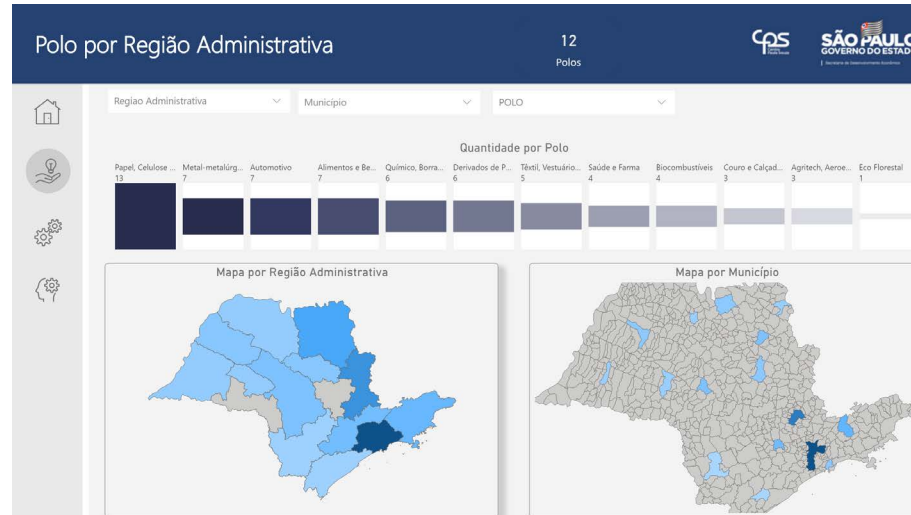 Polo por Região Administrativa
12
Polos
CPS
SÃO PAULO
GOVERNO DO ESTADO
Regiao Administrativa
Município
POLO
Quantidade por Polo
Papel, Celulose ...
13
Metal-metalúrg...
7
Automotivo
7
Alimentos e Be...
7
Químico, Borra...
6
Derivados de P...
6
Têxtil, Vestuário...
5
Saúde e Farma
4
Biocombustíveis
4
Couro e Calçad...
3
Agritech, Aeroe...
3
Eco Florestal
1
Mapa por Região Administrativa
Mapa por Município